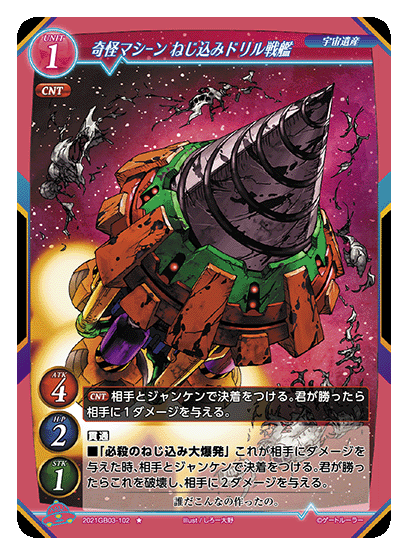 UNIT
1
奇怪マシーン ねじ込みドリル戦艦
宇宙遺産
CNT
ATK
4
CNT 相手とジャンケンで決着をつける。君が勝ったら
相手に１ダメージを与える。
HP
2
貫通
■「必殺のねじ込み大爆発」これが相手にダメージを
与えた時、相手とジャンケンで決着をつける。君が勝っ
たらこれを破壊し、相手に２ダメージを与える。
STK
1
誰だこんなの作ったの。
2021GB03-102 ★
Illust / じろー大野
©ゲートルーラー